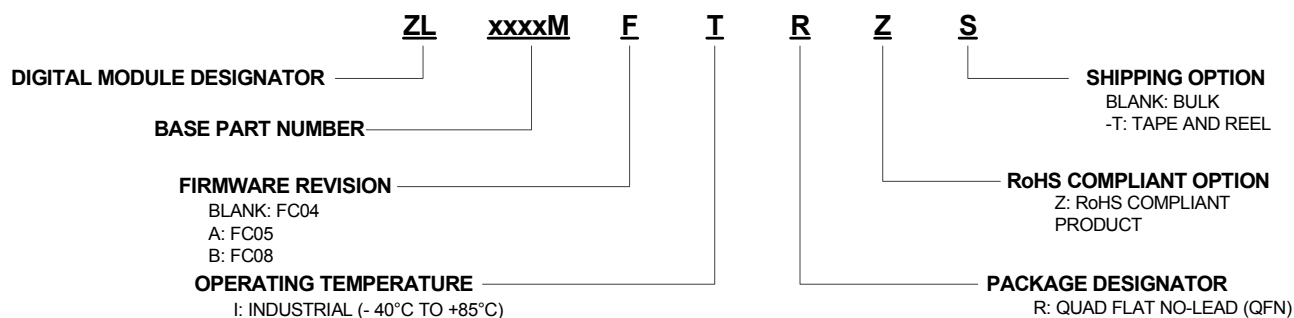 ZL xxxxM F T R Z S
DIGITAL MODULE DESIGNATOR
BASE PART NUMBER
FIRMWARE REVISION
BLANK: FC04
A: FC05
B: FC08
OPERATING TEMPERATURE
I: INDUSTRIAL (- 40°C TO +85°C)
SHIPPING OPTION
BLANK: BULK
-T: TAPE AND REEL
RoHS COMPLIANT OPTION
Z: RoHS COMPLIANT
PRODUCT
PACKAGE DESIGNATOR
R: QUAD FLAT NO-LEAD (QFN)